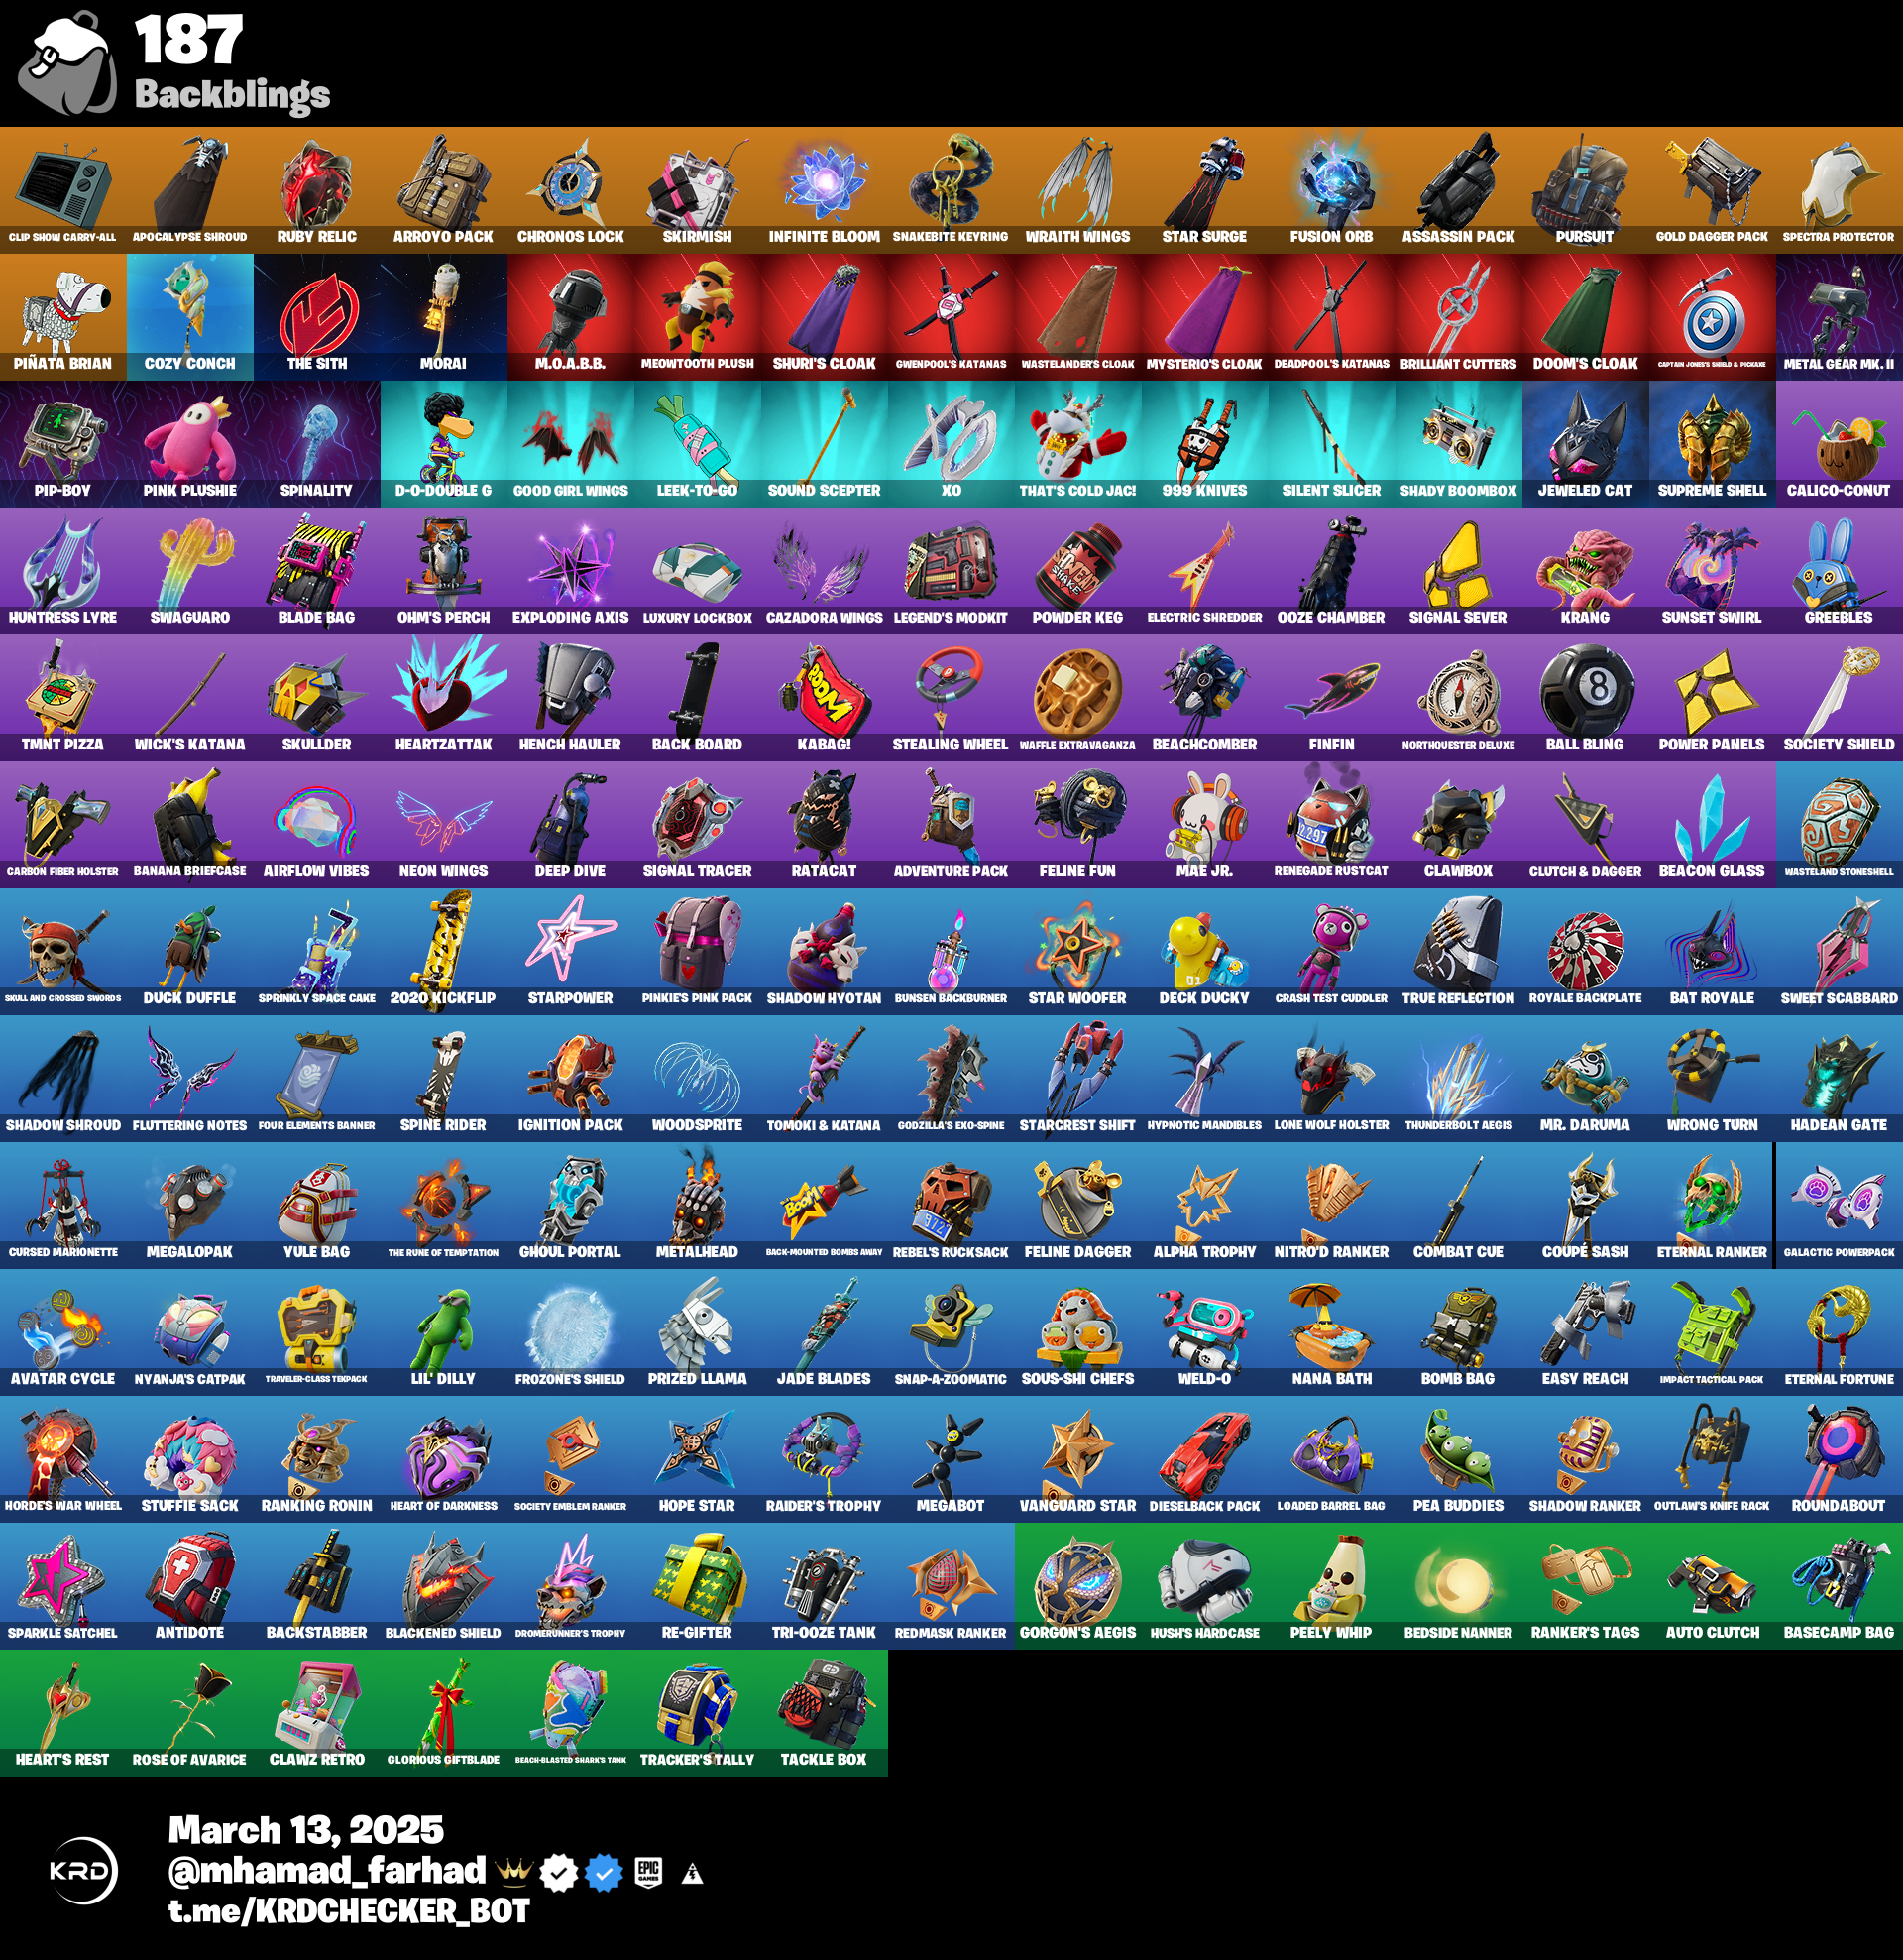 187
Backblings
CLIP SHOW CARRY-ALL
APOCALYPSE SHROUD
RUBY RELIC
ARROYO PACK
CHRONOS LOCK
SKIRMISH
INFINITE BLOOM
SNAKEBITE KEYRING
WRAITH WINGS
STAR SURGE
FUSION ORB
ASSASSIN PACK
PURSUIT
GOLD DAGGER PACK
SPECTRA PROTECTOR
PIÑATA BRIAN
COZY CONCH
THE SITH
MORAI
M.O.A.B.B.
MEOWTOOTH PLUSH
SHURI'S CLOAK
GWENPOOL'S KATANAS
WASTELANDER'S CLOAK
MYSTERIO'S CLOAK
DEADPOOL'S KATANAS
BRILLIANT CUTTERS
DOOM'S CLOAK
CAPTAIN JONES'S SHIELD & PICKAXE
METAL GEAR MK. II
PIP-BOY
PINK PLUSHIE
SPINALITY
D-O-DOUBLE G
GOOD GIRL WINGS
LEEK-TO-GO
SOUND SCEPTER
XO
THAT'S COLD JAC!
999 KNIVES
SILENT SLICER
SHADY BOOMBOX
JEWELED CAT
SUPREME SHELL
CALICO-CONUT
HUNTRESS LYRE
SWAGUARO
BLADE BAG
OHM'S PERCH
EXPLODING AXIS
LUXURY LOCKBOX
CAZADORA WINGS
LEGEND'S MODKIT
POWDER KEG
ELECTRIC SHREDDER
OOZE CHAMBER
SIGNAL SEVER
KRANG
SUNSET SWIRL
GREEBLES
TMNT PIZZA
WICK'S KATANA
SKULLDER
HEARTZATTAK
HENCH HAULER
BACK BOARD
KABAG!
STEALING WHEEL
WAFFLE EXTRAVAGANZA
BEACHCOMBER
FINFIN
NORTHQUESTER DELUXE
BALL BLING
POWER PANELS
SOCIETY SHIELD
CARBON FIBER HOLSTER
BANANA BRIEFCASE
AIRFLOW VIBES
NEON WINGS
DEEP DIVE
SIGNAL TRACER
RATACAT
ADVENTURE PACK
FELINE FUN
MAE JR.
RENEGADE RUSTCAT
CLAWBOX
CLUTCH & DAGGER
BEACON GLASS
WASTELAND STONESHELL
SKULL AND CROSSED SWORDS
DUCK DUFFLE
SPRINKLY SPACE CAKE
2020 KICKFLIP
STARPOWER
PINKIE'S PINK PACK
SHADOW HYOTAN
BUNSEN BACKBURNER
STAR WOOFER
DECK DUCKY
CRASH TEST CUDDLER
TRUE REFLECTION
ROYALE BACKPLATE
BAT ROYALE
SWEET SCABBARD
SHADOW SHROUD
FLUTTERING NOTES
FOUR ELEMENTS BANNER
SPINE RIDER
IGNITION PACK
WOODSPRITE
TOMOKI & KATANA
GODZILLA'S EXO-SPINE
STARCREST SHIFT
HYPNOTIC MANDIBLES
LONE WOLF HOLSTER
THUNDERBOLT AEGIS
MR. DARUMA
WRONG TURN
HADEAN GATE
CURSED MARIONETTE
MEGALOPAK
YULE BAG
THE RUNE OF TEMPTATION
GHOUL PORTAL
METALHEAD
BACK-MOUNTED BOMBS AWAY
REBEL'S RUCKSACK
FELINE DAGGER
ALPHA TROPHY
NITRO'D RANKER
COMBAT CUE
COUPÉ SASH
ETERNAL RANKER
GALACTIC POWERPACK
AVATAR CYCLE
NYANJA'S CATPAK
TRAVELER-CLASS TEKPACK
LIL' DILLY
FROZONE'S SHIELD
PRIZED LLAMA
JADE BLADES
SNAP-A-ZOOMATIC
SOUS-SHI CHEFS
WELD-O
NANA BATH
BOMB BAG
EASY REACH
IMPACT TACTICAL PACK
ETERNAL FORTUNE
HORDE'S WAR WHEEL
STUFFIE SACK
RANKING RONIN
HEART OF DARKNESS
SOCIETY EMBLEM RANKER
HOPE STAR
RAIDER'S TROPHY
MEGABOT
VANGUARD STAR
DIESELBACK PACK
LOADED BARREL BAG
PEA BUDDIES
SHADOW RANKER
OUTLAW'S KNIFE RACK
ROUNDABOUT
SPARKLE SATCHEL
ANTIDOTE
BACKSTABBER
BLACKENED SHIELD
DROMERUNNER'S TROPHY
RE-GIFTER
TRI-OOZE TANK
REDMASK RANKER
GORGON'S AEGIS
HUSH'S HARDCASE
PEELY WHIP
BEDSIDE NANNER
RANKER'S TAGS
AUTO CLUTCH
BASECAMP BAG
HEART'S REST
ROSE OF AVARICE
CLAWZ RETRO
GLORIOUS GIFTBLADE
BEACH-BLASTED SHARK'S TANK
TRACKER'S TALLY
TACKLE BOX
KRD
March 13, 2025
@mhamad_farhad
EPIC GAMES
t.me/KRDCHECKER_BOT